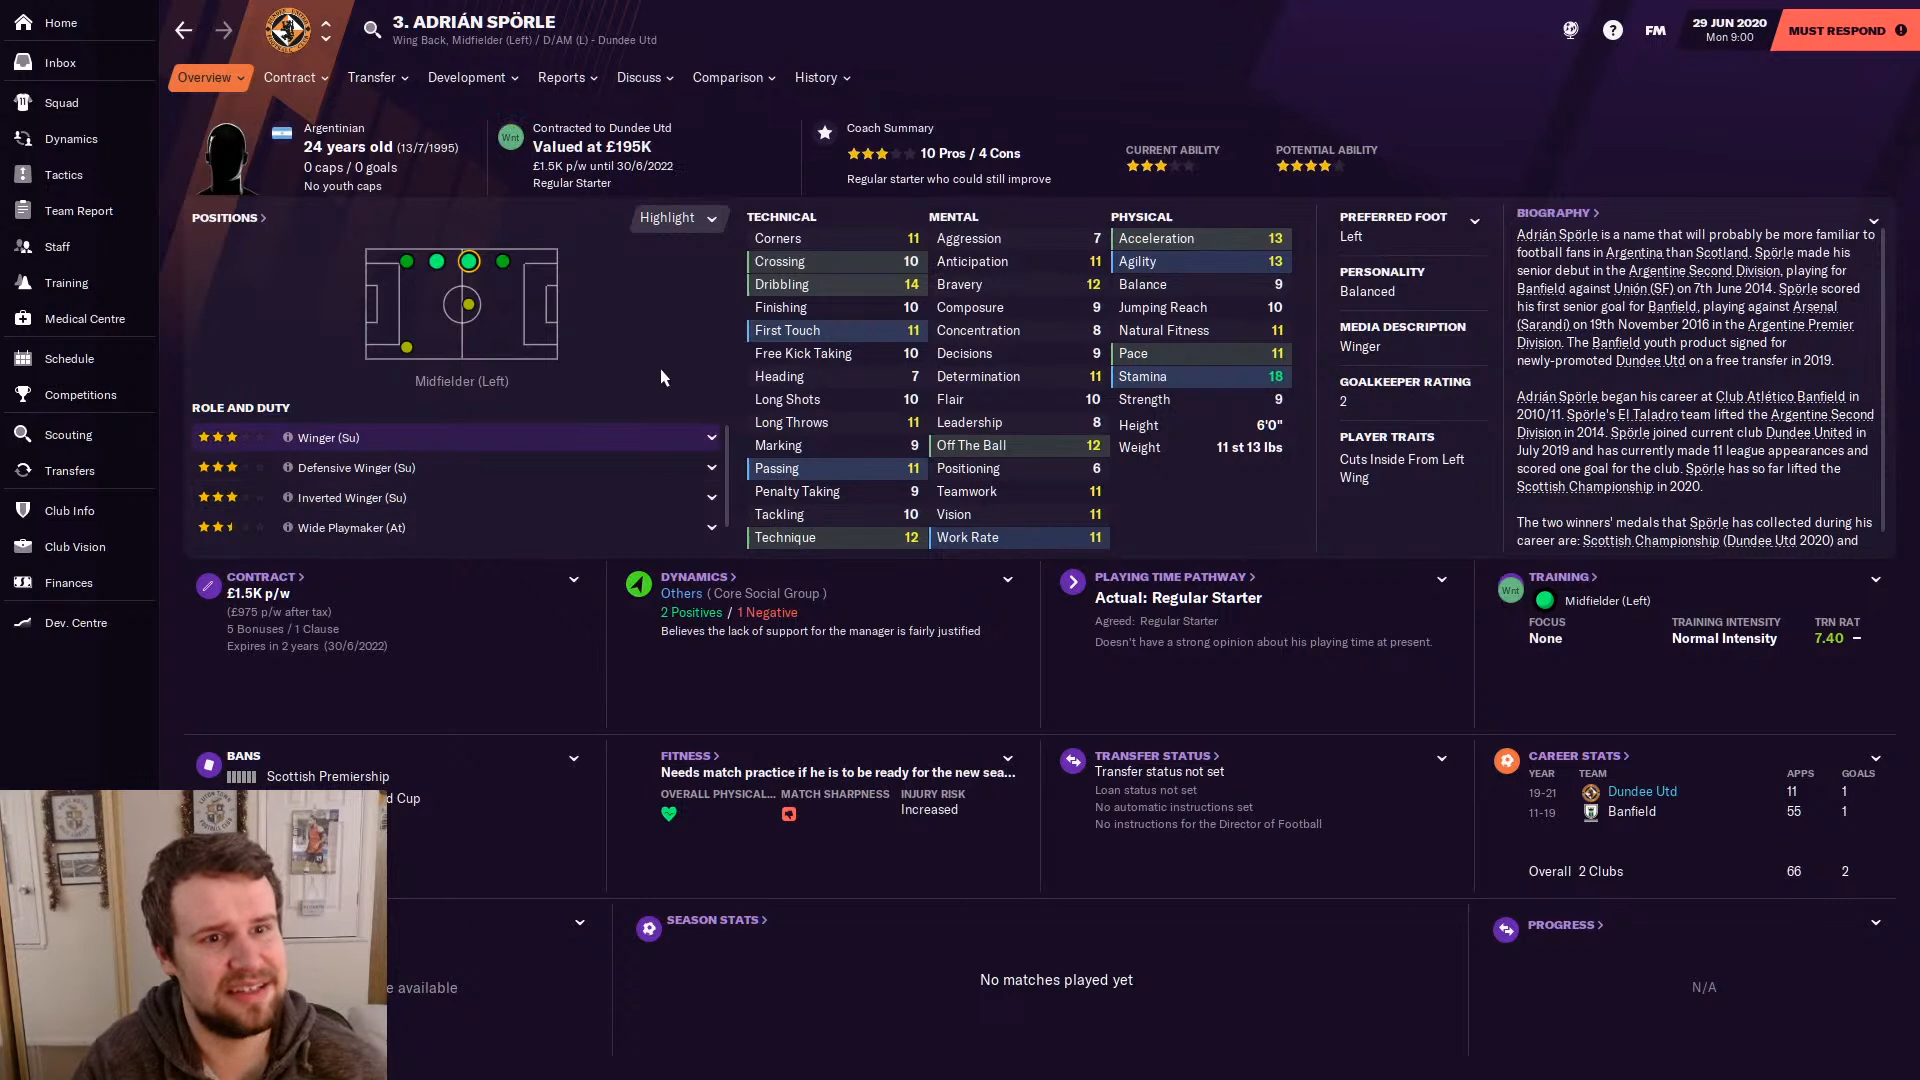 Home
Inbox
Squad
Dynamics
Tactics
Team Report
Staff
Training
Medical Centre
Schedule
Competitions
Scouting
Transfers
Club Info
Club Vision
Finances
Dev. Centre
3. ADRIÁN SPÖRLE
Wing Back, Midfielder (Left) / D/AM (L) - Dundee Utd
FM
29 JUN 2020
Mon 9:00
MUST RESPOND
Overview
Contract
Transfer
Development
Reports
Discuss
Comparison
History
Argentinian
24 years old (13/7/1995)
0 caps / 0 goals
No youth caps
Wnt
Contracted to Dundee Utd
Valued at £195K
£1.5K p/w until 30/6/2022
Regular Starter
Coach Summary
10 Pros / 4 Cons
Regular starter who could still improve
CURRENT ABILITY
POTENTIAL ABILITY
POSITIONS
Highlight
Midfielder (Left)
ROLE AND DUTY
Winger (Su)
Defensive Winger (Su)
Inverted Winger (Su)
Wide Playmaker (At)
TECHNICAL
Corners 11
Crossing 10
Dribbling 14
Finishing 10
First Touch 11
Free Kick Taking 10
Heading 7
Long Shots 10
Long Throws 11
Marking 9
Passing 11
Penalty Taking 9
Tackling 10
Technique 12
MENTAL
Aggression 7
Anticipation 11
Bravery 12
Composure 9
Concentration 8
Decisions 9
Determination 11
Flair 10
Leadership 8
Off The Ball 12
Positioning 6
Teamwork 11
Vision 11
Work Rate 11
PHYSICAL
Acceleration 13
Agility 13
Balance 9
Jumping Reach 10
Natural Fitness 11
Pace 11
Stamina 18
Strength 9
Height 6'0"
Weight 11 st 13 lbs
PREFERRED FOOT
Left
PERSONALITY
Balanced
MEDIA DESCRIPTION
Winger
GOALKEEPER RATING
2
PLAYER TRAITS
Cuts Inside From Left
Wing
BIOGRAPHY
Adrián Spörle is a name that will probably be more familiar to
football fans in Argentina than Scotland. Spörle made his
senior debut in the Argentine Second Division, playing for
Banfield against Unión (SF) on 7th June 2014. Spörle scored
his first senior goal for Banfield, playing against Arsenal
(Sarandí) on 19th November 2016 in the Argentine Premier
Division. The Banfield youth product signed for
newly-promoted Dundee Utd on a free transfer in 2019.
Adrián Spörle began his career at Club Atlético Banfield in
2010/11. Spörle's El Taladro team lifted the Argentine Second
Division in 2014. Spörle joined current club Dundee United in
July 2019 and has currently made 11 league appearances and
scored one goal for the club. Spörle has so far lifted the
Scottish Championship in 2020.
The two winners' medals that Spörle has collected during his
career are: Scottish Championship (Dundee Utd 2020) and
CONTRACT
£1.5K p/w
(£975 p/w after tax)
5 Bonuses / 1 Clause
Expires in 2 years (30/6/2022)
DYNAMICS
Others ( Core Social Group )
2 Positives / 1 Negative
Believes the lack of support for the manager is fairly justified
PLAYING TIME PATHWAY
Actual: Regular Starter
Agreed: Regular Starter
Doesn't have a strong opinion about his playing time at present.
Wnt
TRAINING
Midfielder (Left)
FOCUS
None
TRAINING INTENSITY
Normal Intensity
TRN RAT
7.40
BANS
Scottish Premiership
d Cup
FITNESS
Needs match practice if he is to be ready for the new sea...
OVERALL PHYSICAL...
MATCH SHARPNESS
INJURY RISK
Increased
TRANSFER STATUS
Transfer status not set
Loan status not set
No automatic instructions set
No instructions for the Director of Football
CAREER STATS
YEAR TEAM APPS GOALS
19-21 Dundee Utd 11 1
11-19 Banfield 55 1
Overall 2 Clubs 66 2
e available
SEASON STATS
No matches played yet
PROGRESS
N/A